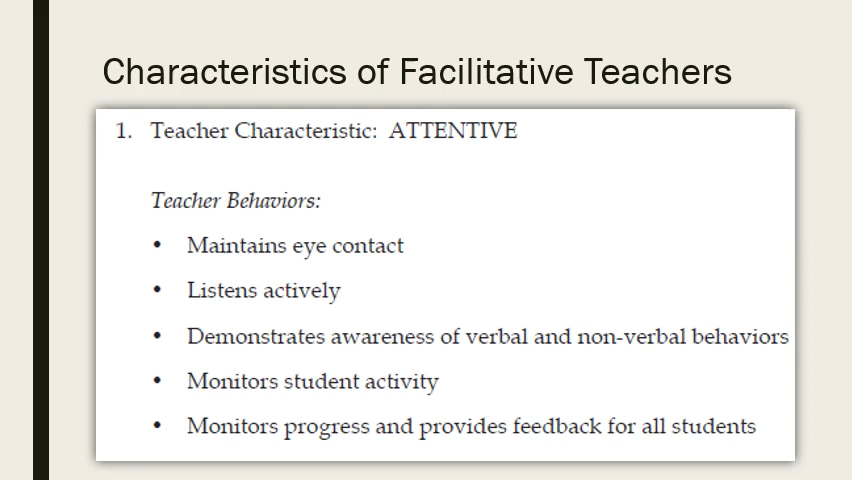 Characteristics of Facilitative Teachers
1. Teacher Characteristic: ATTENTIVE
Teacher Behaviors:
• Maintains eye contact
• Listens actively
• Demonstrates awareness of verbal and non-verbal behaviors
• Monitors student activity
• Monitors progress and provides feedback for all students